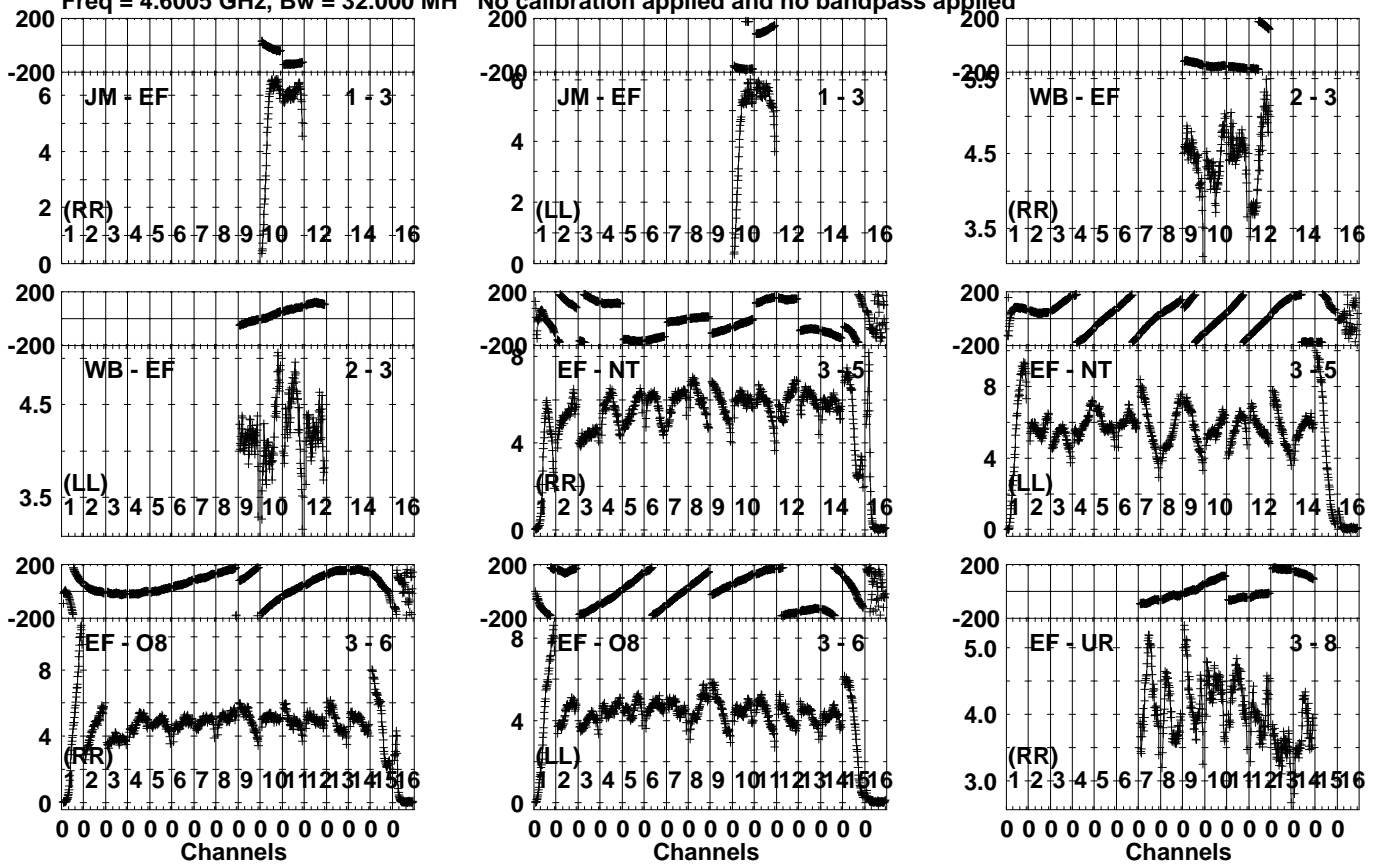 Freq = 4.6005 GHz, Bw = 32.000 MH No calibration applied and no bandpass applied
200
-200
6
4
2
0
JM - EF 1 - 3
(RR)
1 2 3 4 5 6 7 8 9 10 12 14 16
200
-200
6
4
2
0
JM - EF 1 - 3
(LL)
1 2 3 4 5 6 7 8 9 10 12 14 16
200
-200
5.5
4.5
3.5
WB - EF 2 - 3
(RR)
1 2 3 4 5 6 7 8 9 10 12 14 16
200
-200
4.5
3.5
WB - EF 2 - 3
(LL)
1 2 3 4 5 6 7 8 9 10 12 14 16
200
-200
8
4
0
EF - NT 3 - 5
(RR)
1 2 3 4 5 6 7 8 9 10 12 14 16
200
-200
8
4
0
EF - NT 3 - 5
(LL)
1 2 3 4 5 6 7 8 9 10 12 14 16
200
-200
8
4
0
EF - O8 3 - 6
(RR)
1 2 3 4 5 6 7 8 9 10 11 12 13 14 15 16
0 0 0 0 0 0 0 0 0 0 0 0 0 0 0 0
Channels
200
-200
8
4
0
EF - O8 3 - 6
(LL)
1 2 3 4 5 6 7 8 9 10 12 13 14 15 16
0 0 0 0 0 0 0 0 0 0 0 0 0 0 0 0
Channels
200
-200
5.0
4.0
3.0
EF - UR 3 - 8
(RR)
1 2 3 4 5 6 7 8 9 10 11 12 13 14 15 16
0 0 0 0 0 0 0 0 0 0 0 0 0 0 0 0
Channels